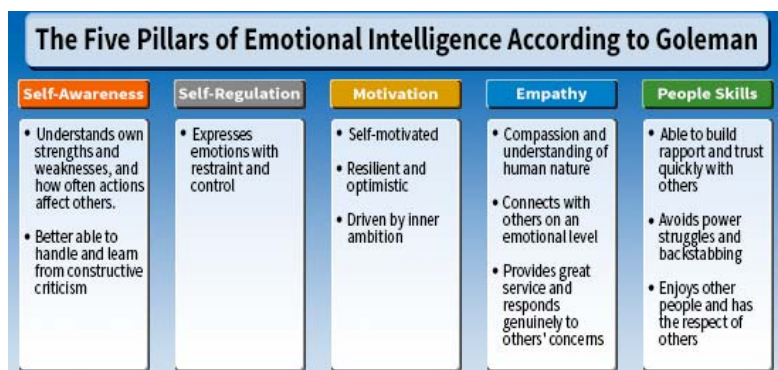 The Five Pillars of Emotional Intelligence According to Goleman
Self-Awareness
• Understands own
strengths and
weaknesses, and
how often actions
affect others.
• Better able to
handle and learn
from constructive
criticism
Self-Regulation
• Expresses
emotions with
restraint and
control
Motivation
• Self-motivated
• Resilient and
optimistic
• Driven by inner
ambition
Empathy
• Compassion and
understanding of
human nature
• Connects with
others on an
emotional level
• Provides great
service and
responds
genuinely to
others' concerns
People Skills
• Able to build
rapport and trust
quickly with
others
• Avoids power
struggles and
backstabbing
• Enjoys other
people and has
the respect of
others